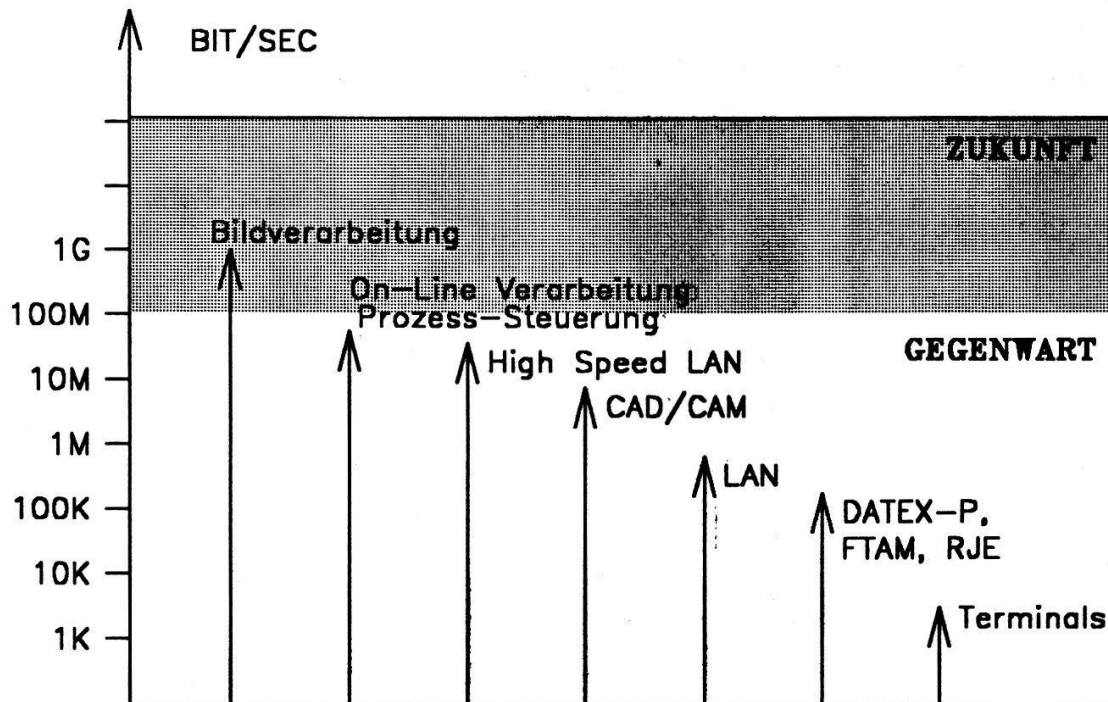 BIT/SEC
ZUKUNFT
Bildverarbeitung
1G
On-Line Verarbeitung
100M
Prozess-Steuerung
GEGENWART
High Speed LAN
10M
CAD/CAM
1M
LAN
100K
DATEX-P,
FTAM, RJE
10K
Terminals
1K